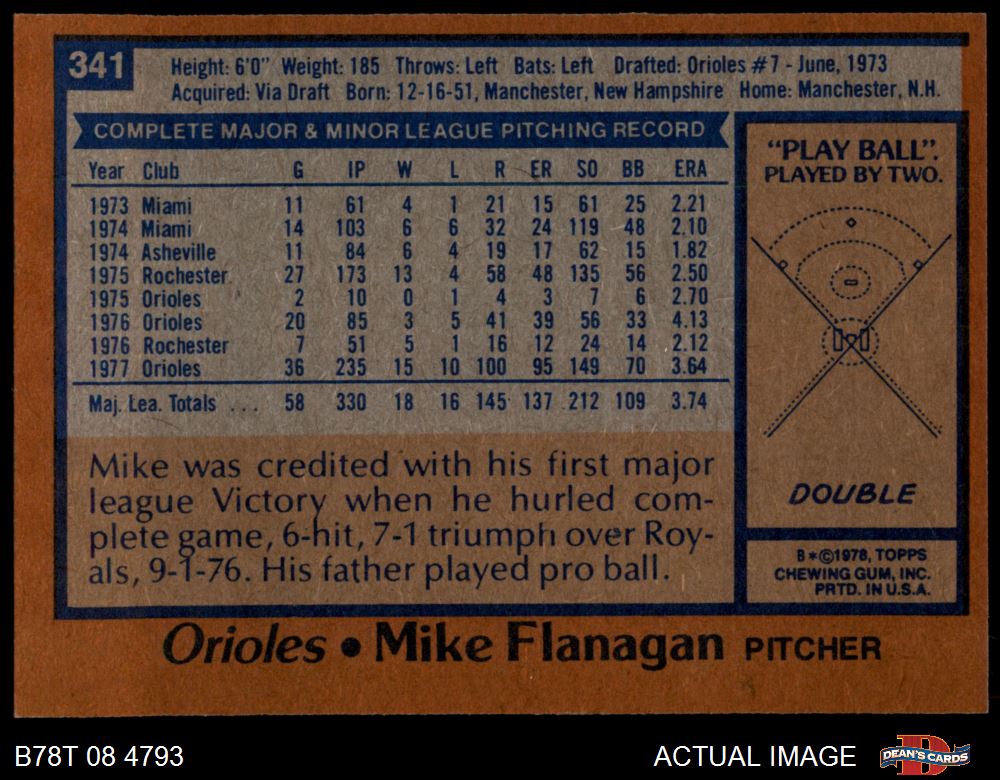 341
Height: 6'0" Weight: 185 Throws: Left Bats: Left Drafted: Orioles #7 - June, 1973
Acquired: Via Draft Born: 12-16-51, Manchester, New Hampshire Home: Manchester, N.H.
COMPLETE MAJOR & MINOR LEAGUE PITCHING RECORD
Year Club G IP W L R ER SO BB ERA
1973 Miami 11 61 4 1 21 15 61 25 2.21
1974 Miami 14 103 6 6 32 24 119 48 2.10
1974 Asheville 11 84 6 4 19 17 62 15 1.82
1975 Rochester 27 173 13 4 58 48 135 56 2.50
1975 Orioles 2 10 0 1 4 3 7 6 2.70
1976 Orioles 20 85 3 5 41 39 56 33 4.13
1976 Rochester 7 51 5 1 16 12 24 14 2.12
1977 Orioles 36 235 15 10 100 95 149 70 3.64
Maj. Lea. Totals . . . 58 330 18 16 145 137 212 109 3.74
Mike was credited with his first major
league Victory when he hurled com-
plete game, 6-hit, 7-1 triumph over Roy-
als, 9-1-76. His father played pro ball.
"PLAY BALL".
PLAYED BY TWO.
DOUBLE
B*©1978, TOPPS
CHEWING GUM, INC.
PRTD. IN U.S.A.
Orioles • Mike Flanagan PITCHER
B78T 08 4793
ACTUAL IMAGE
DEAN'S CARDS